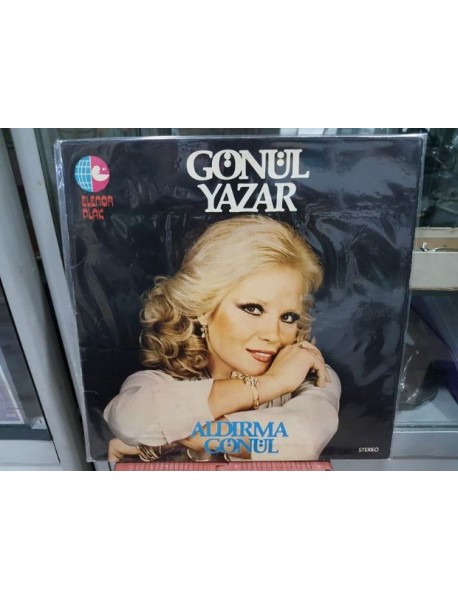 GÖNÜL
YAZAR
ELENOR
PLAK
ALDIRMA
GÖNÜL
STEREO